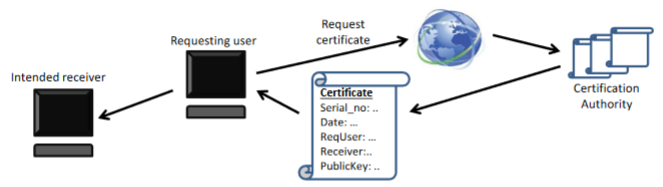 Request
certificate
Requesting user
Intended receiver
Certificate
Serial_no: ..
Date: ...
ReqUser: ...
Receiver:..
PublicKey: ..
Certification
Authority